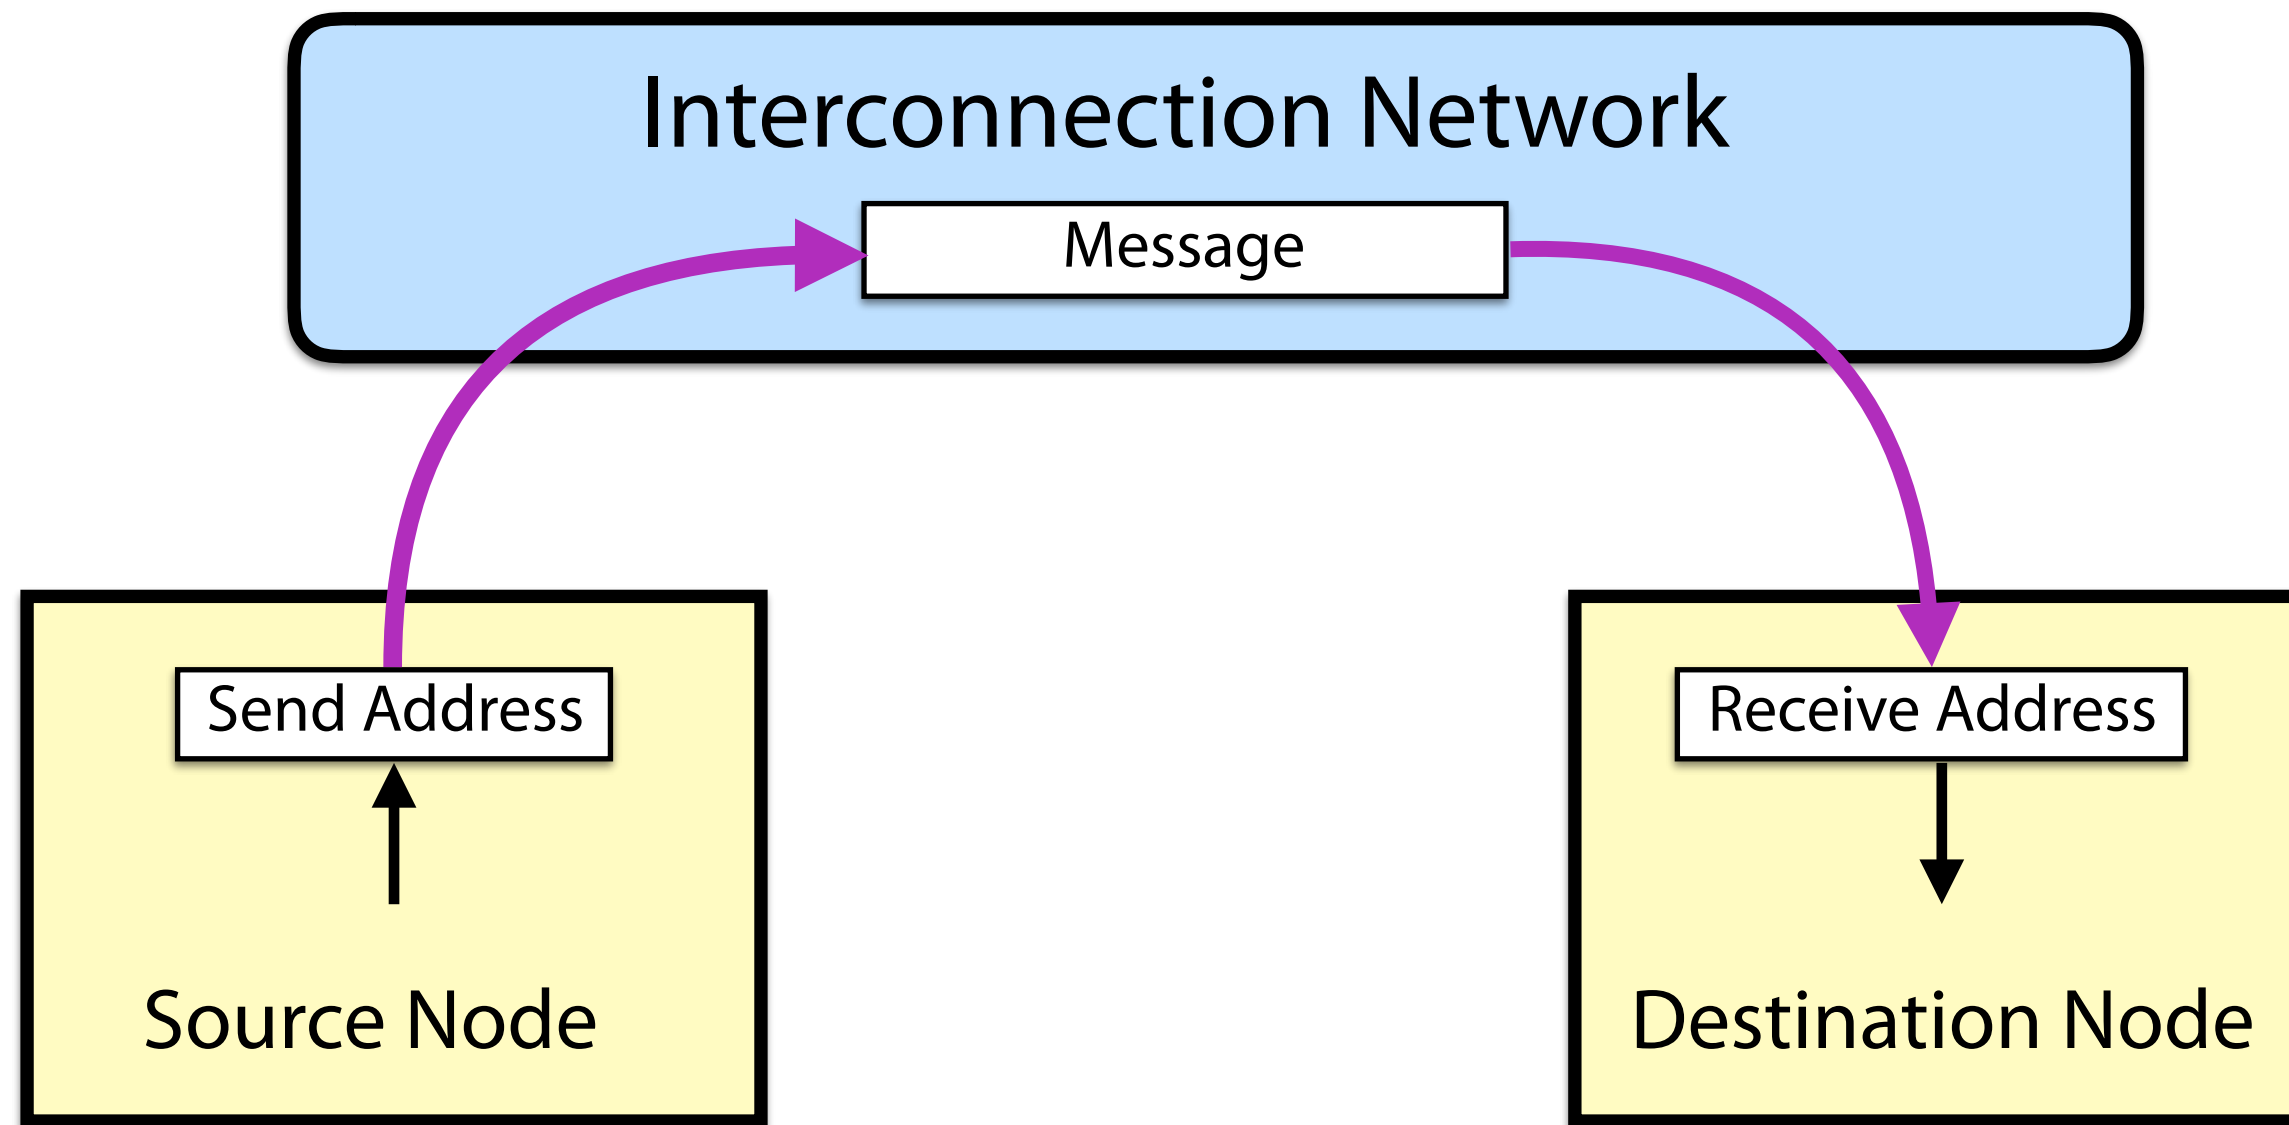 Interconnection Network
Message
Send Address
Receive Address
Source Node
Destination Node